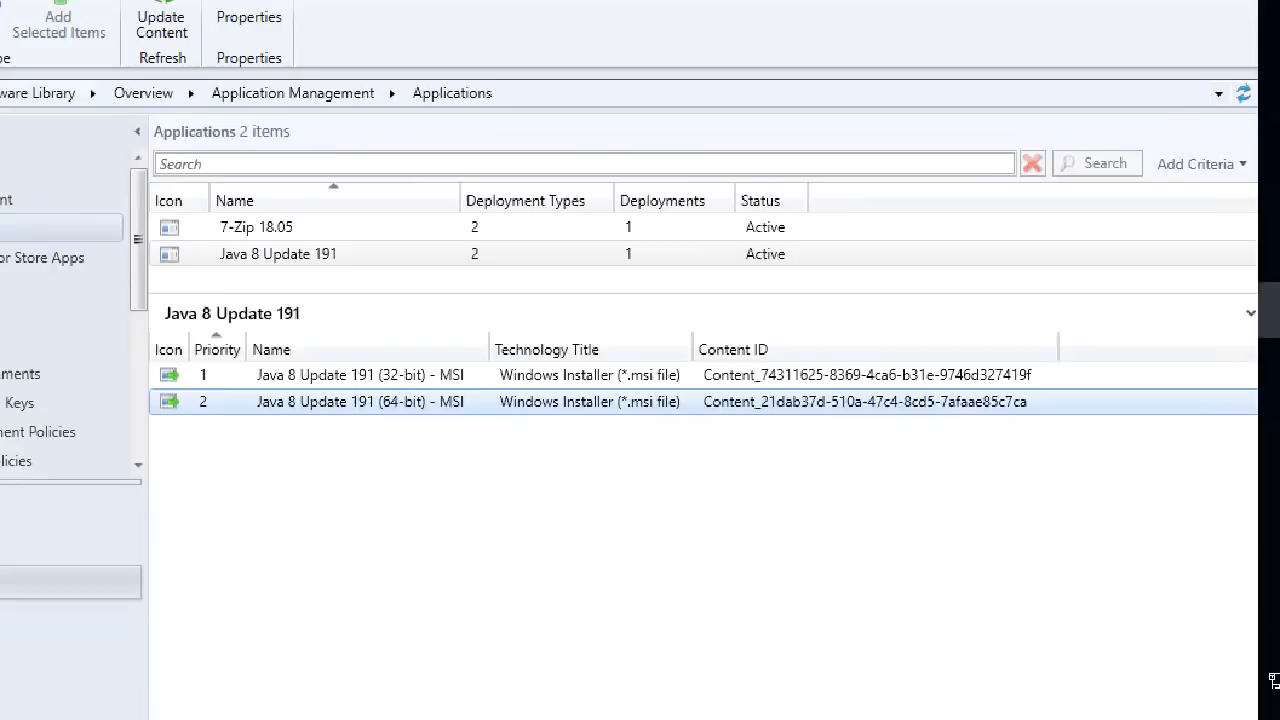 Add
Selected Items
Update
Content
Properties
Refresh
Properties
ware Library
Overview
Application Management
Applications
Applications 2 items
Search
Search
Add Criteria
Icon Name Deployment Types Deployments Status
7-Zip 18.05 2 1 Active
Java 8 Update 191 2 1 Active
or Store Apps
Java 8 Update 191
Icon Priority Name Technology Title Content ID
1 Java 8 Update 191 (32-bit) - MSI Windows Installer (*.msi file) Content_74311625-8369-4ca6-b31e-9746d327419f
2 Java 8 Update 191 (64-bit) - MSI Windows Installer (*.msi file) Content_21dab37d-510a-47c4-8cd5-7afaae85c7ca
ments
Keys
ent Policies
licies